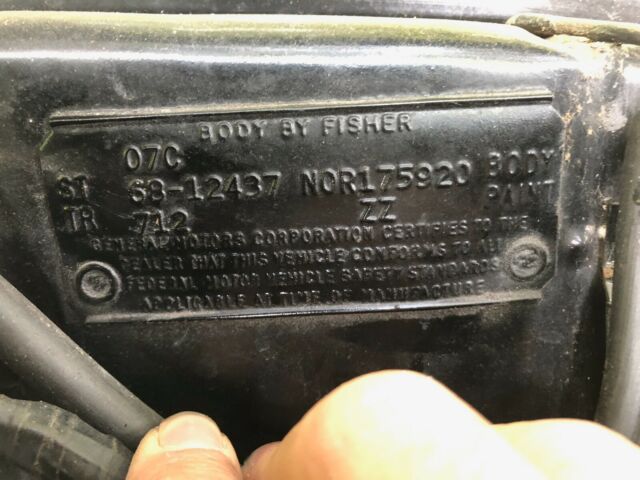 BODY BY FISHER
07C
ST 68-12437 NOR175920 BODY
TR 712 ZZ PAINT
GENERAL MOTORS CORPORATION CERTIFIES TO THE
DEALER THAT THIS VEHICLE CONFORMS TO ALL
FEDERAL MOTOR VEHICLE SAFETY STANDARDS
APPLICABLE AT TIME OF MANUFACTURE